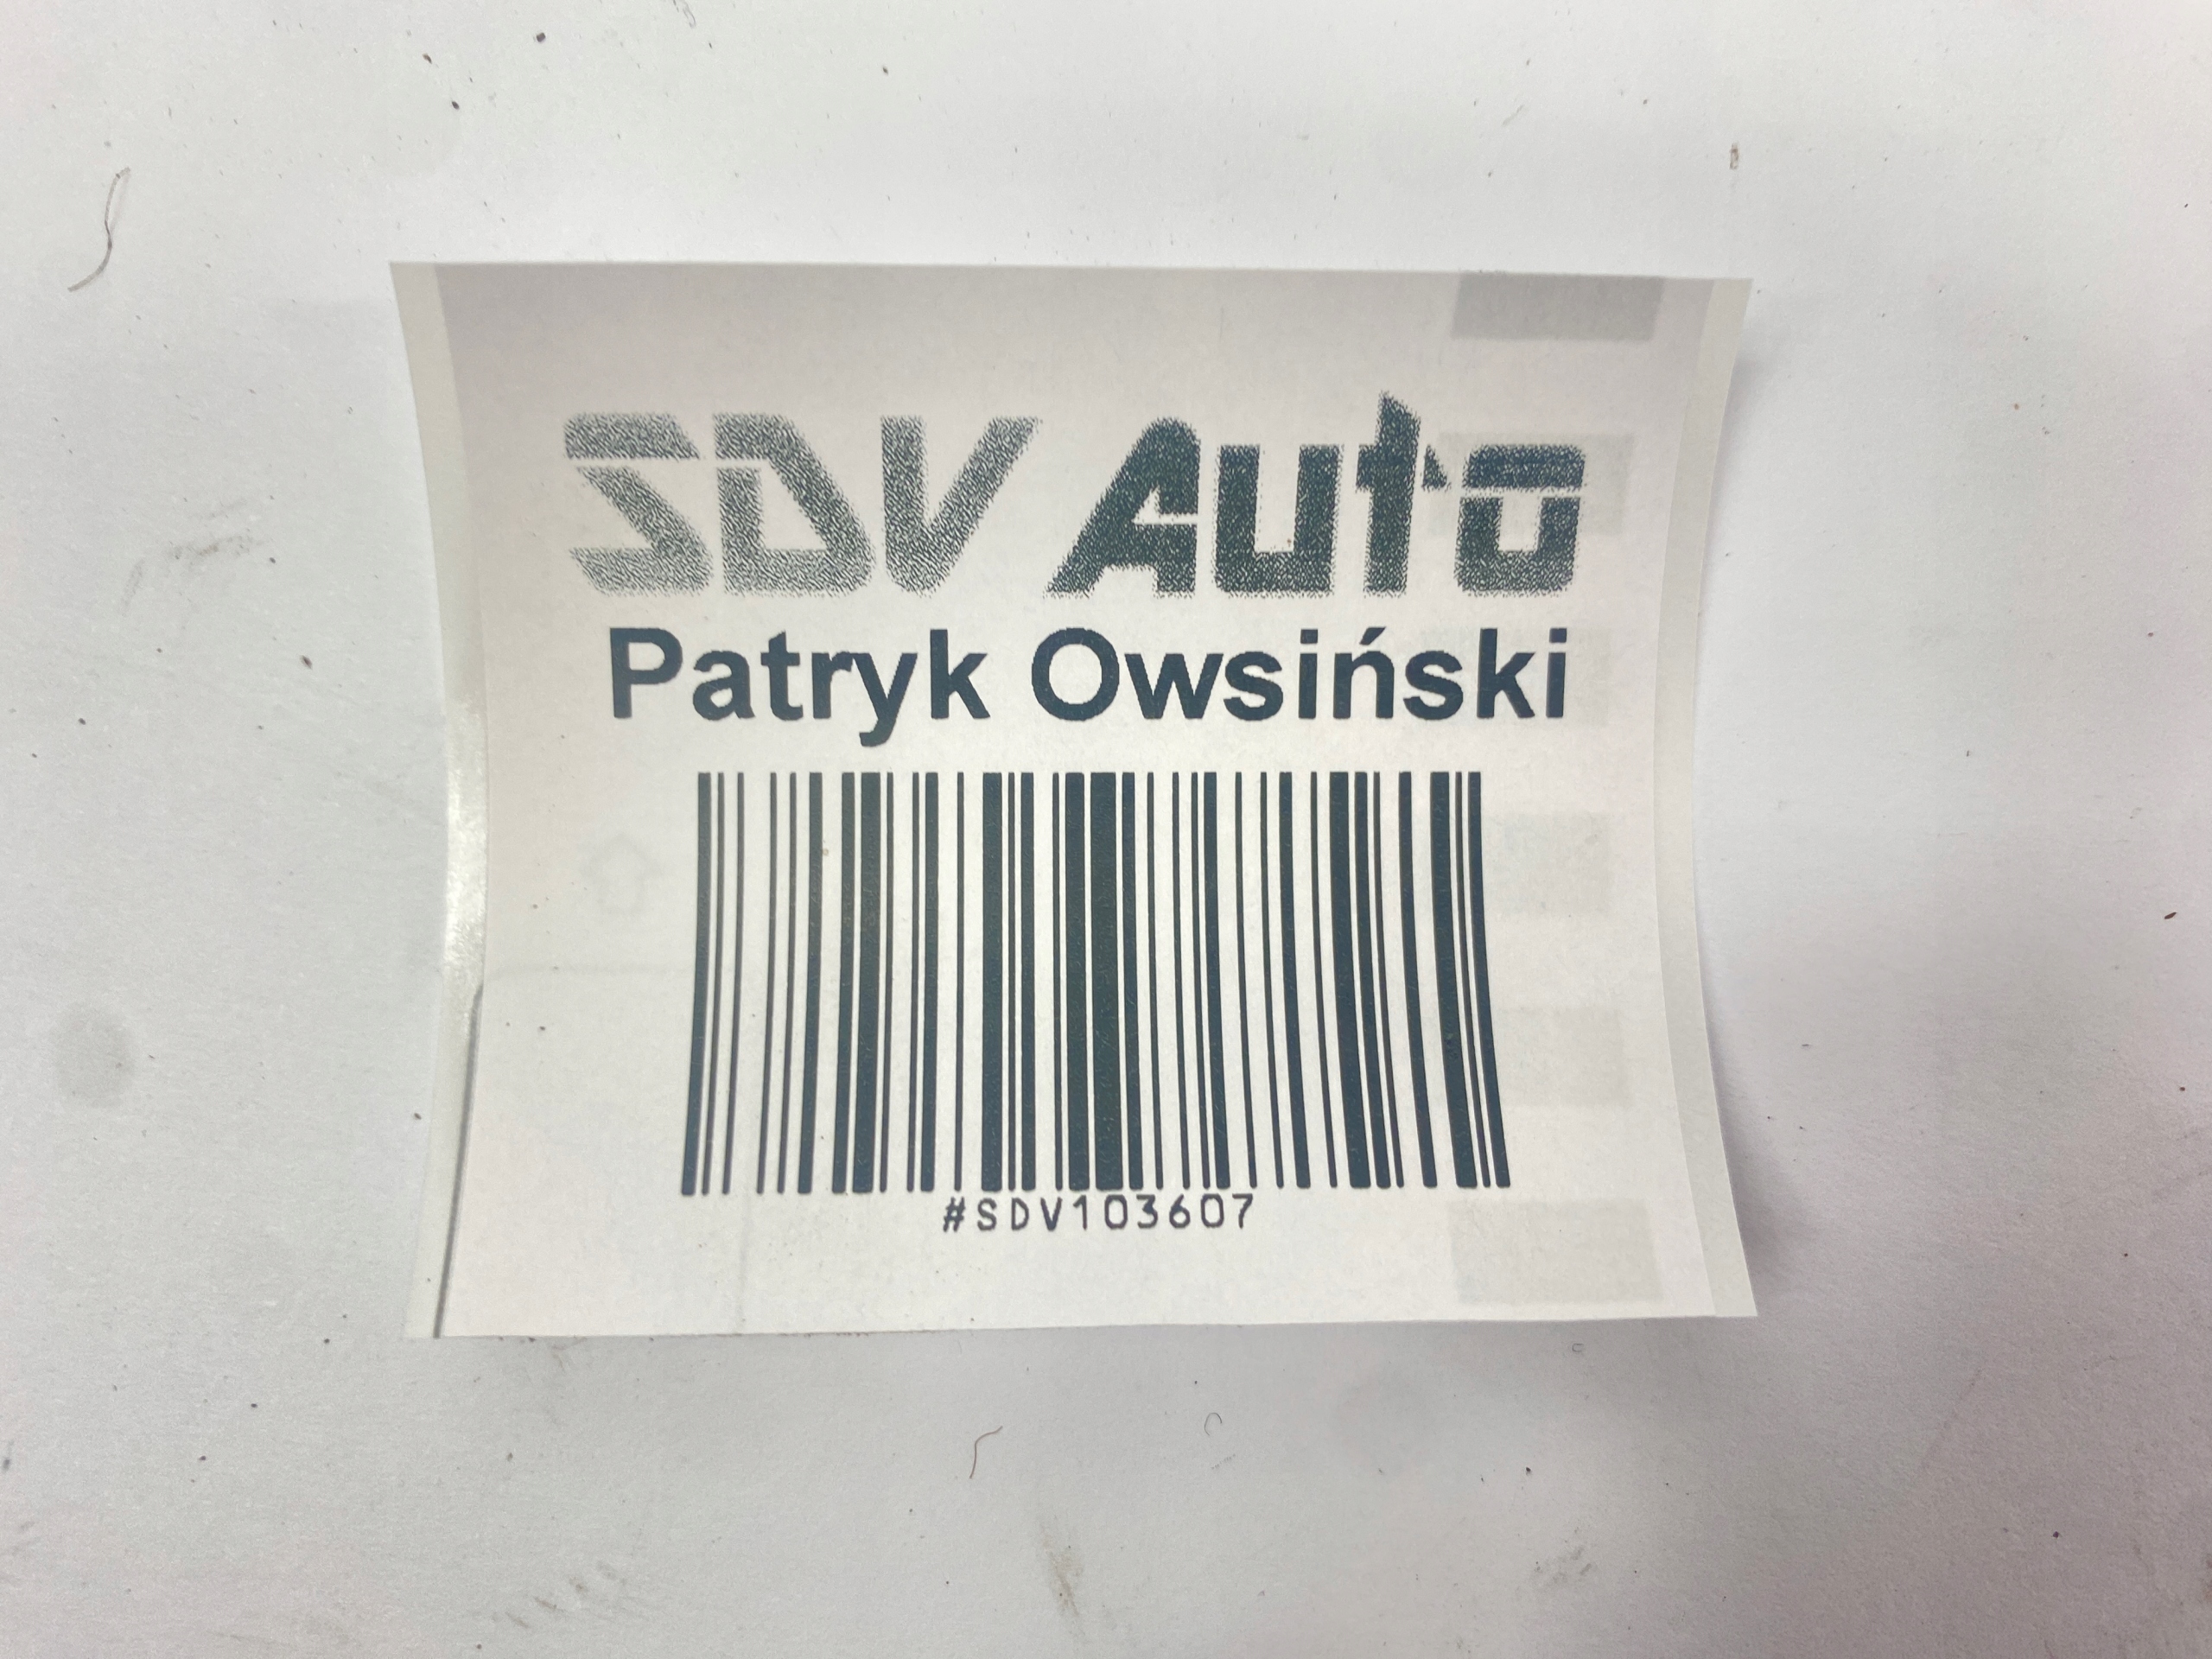 SDV Auto
Patryk Owsiński
#SDV103607